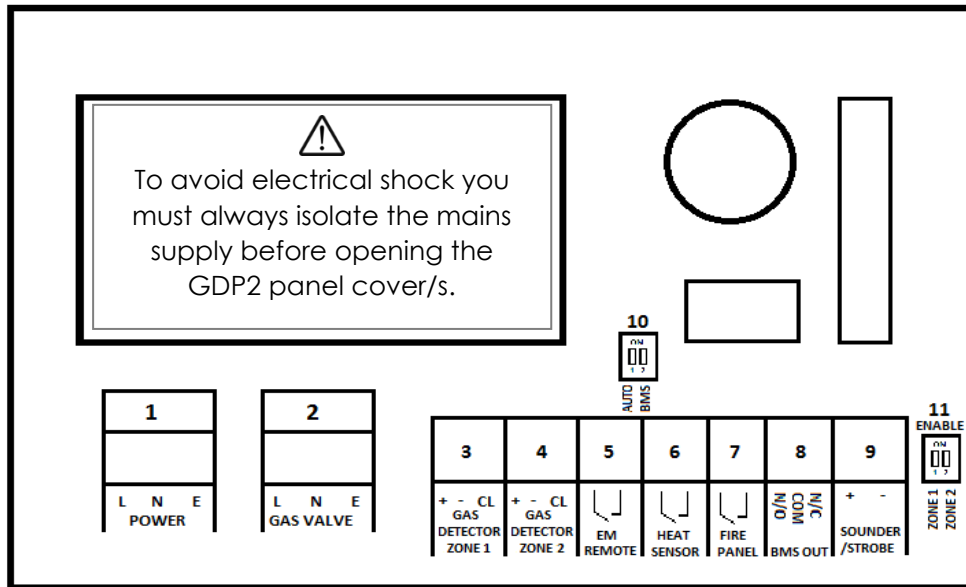 To avoid electrical shock you
must always isolate the mains
supply before opening the
GDP2 panel cover/s.
10
ON
1 2
AUTO
BMS
1
L N E
POWER
2
L N E
GAS VALVE
3
+ - CL
GAS
DETECTOR
ZONE 1
4
+ - CL
GAS
DETECTOR
ZONE 2
5
EM
REMOTE
6
HEAT
SENSOR
7
FIRE
PANEL
8
N/O
COM
N/C
BMS OUT
9
+ -
SOUNDER
/STROBE
11
ENABLE
ON
1 2
ZONE 1
ZONE 2